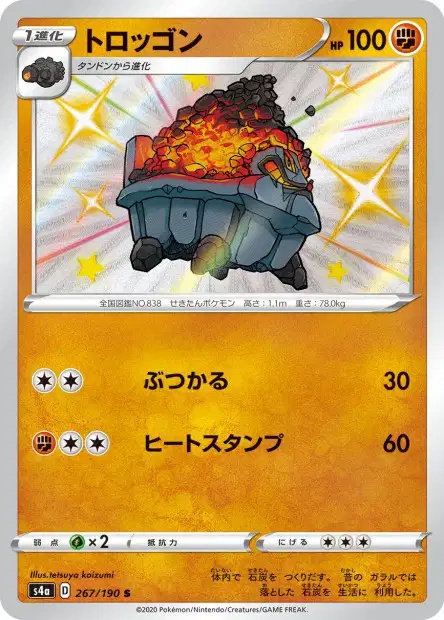 1進化 トロッゴン HP 100
タンドンから進化
全国図鑑NO.838 せきたんポケモン 高さ:1.1m 重さ:78.0kg
ぶつかる 30
ヒートスタンプ 60
弱点 ×2 抵抗力 にげる
Illus.tetsuya koizumi
体内で 石炭を つくりだす。 昔の ガラルでは
落とした 石炭を 生活に 利用した。
s4a D 267/190 S
©2020 Pokémon/Nintendo/Creatures/GAME FREAK.